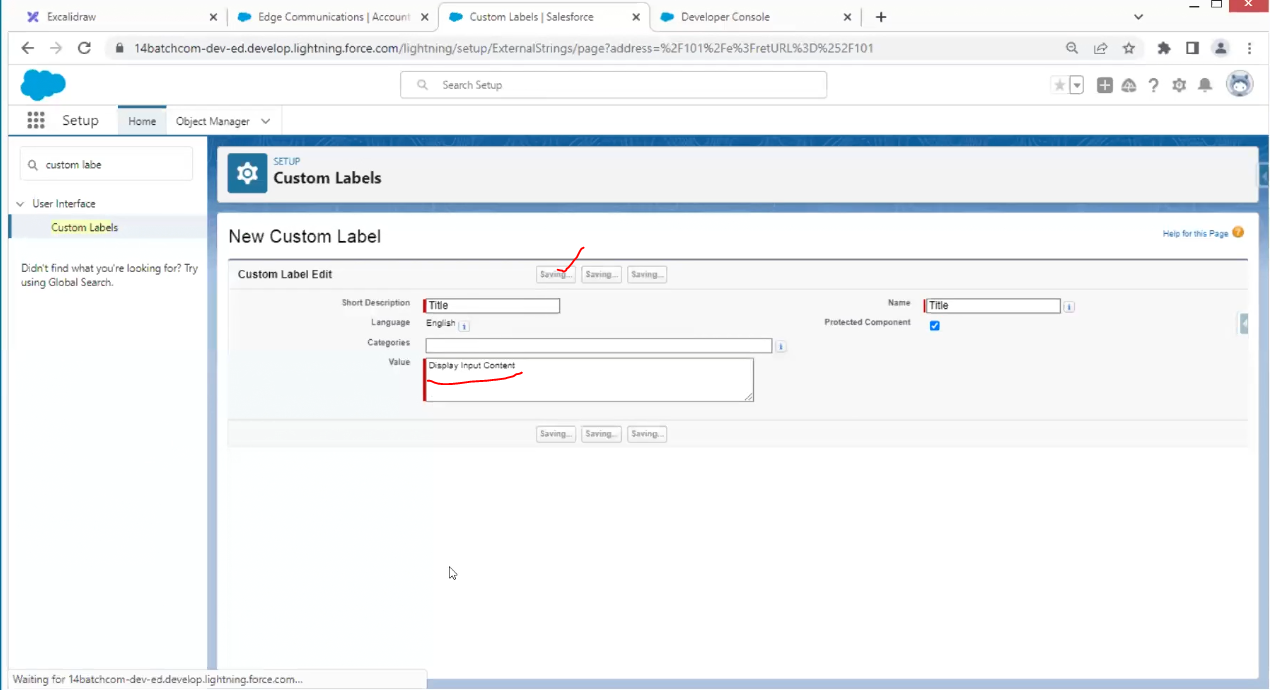 Excalidraw
Edge Communications | Account
Custom Labels | Salesforce
Developer Console
14batchcom-dev-ed.develop.lightning.force.com/lightning/setup/ExternalStrings/page?address=%2F101%2Fe%3FretURL%3D%252F101
Search Setup
Setup
Home
Object Manager
custom labe
User Interface
Custom Labels
Didn't find what you're looking for? Try
using Global Search.
SETUP
Custom Labels
New Custom Label
Help for this Page
Custom Label Edit
Saving... Saving... Saving...
Short Description Title
Name Title
Language English
Protected Component
Categories
Value Display Input Content
Saving... Saving... Saving...
Waiting for 14batchcom-dev-ed.develop.lightning.force.com...